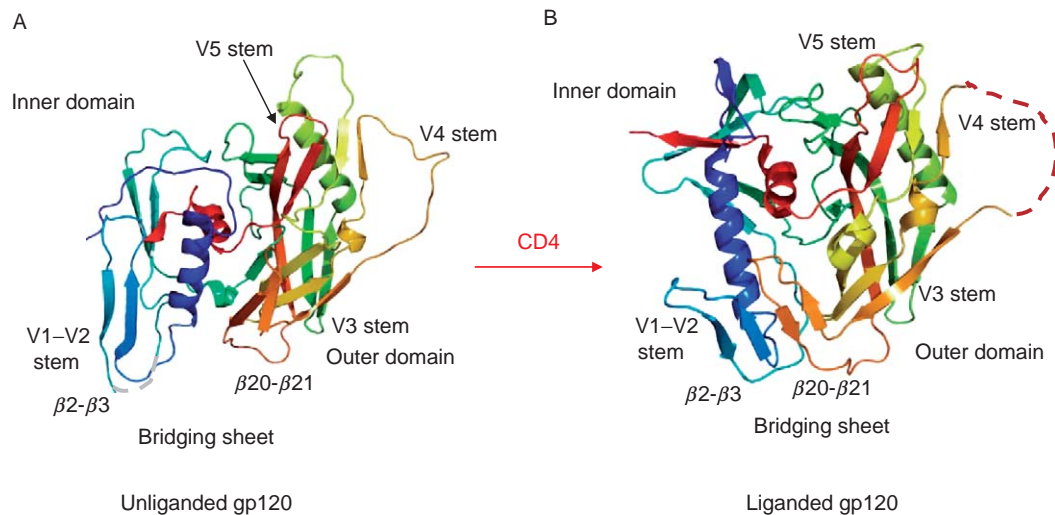 A
V5 stem
Inner domain
V4 stem
V1–V2
stem
V3 stem
Outer domain
β20-β21
β2-β3
Bridging sheet
Unliganded gp120
CD4
B
V5 stem
Inner domain
V4 stem
V3 stem
V1–V2
stem
Outer domain
β2-β3
β20-β21
Bridging sheet
Liganded gp120